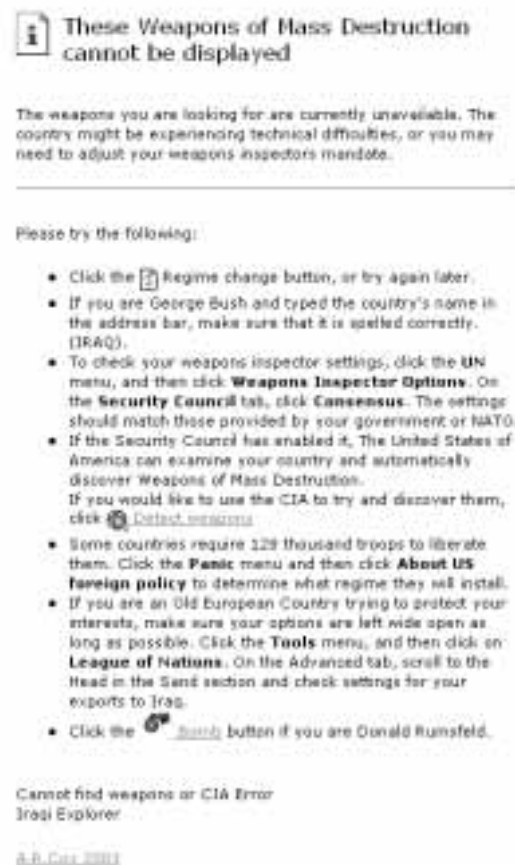 These Weapons of Mass Destruction
cannot be displayed
The weapons you are looking for are currently unavailable. The
country might be experiencing technical difficulties, or you may
need to adjust your weapons inspectors mandate.
Please try the following:
• Click the Regime change button, or try again later.
• If you are George Bush and typed the country's name in
the address bar, make sure that it is spelled correctly.
(IRAQ).
• To check your weapons inspector settings, click the UN
menu, and then click Weapons Inspector Options. On
the Security Council tab, click Consensus. The settings
should match those provided by your government or NATO.
• If the Security Council has enabled it, The United States of
America can examine your country and automatically
discover Weapons of Mass Destruction.
If you would like to use the CIA to try and discover them,
click Detect weapons
• Some countries require 128 thousand troops to liberate
them. Click the Panic menu and then click About US
foreign policy to determine what regime they will install.
• If you are an Old European Country trying to protect your
interests, make sure your options are left wide open as
long as possible. Click the Tools menu, and then click on
League of Nations. On the Advanced tab, scroll to the
Head in the Sand section and check settings for your
exports to Iraq.
• Click the Bomb button if you are Donald Rumsfeld.
Cannot find weapons or CIA Error
Iraqi Explorer
A.R. Cox 2003